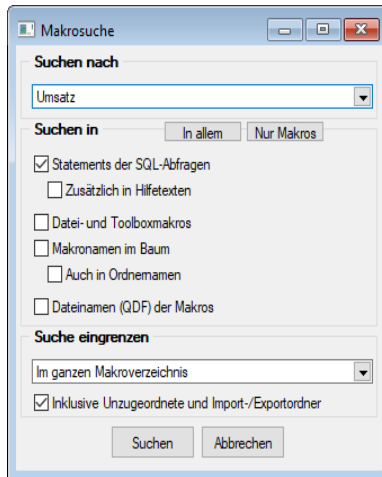 Makrosuche
Suchen nach
Umsatz
Suchen in
In allem
Nur Makros
Statements der SQL-Abfragen
Zusätzlich in Hilfetexten
Datei- und Toolboxmakros
Makronamen im Baum
Auch in Ordnernamen
Dateinamen (QDF) der Makros
Suche eingrenzen
Im ganzen Makroverzeichnis
Inklusive Unzugeordnete und Import-/Exportordner
Suchen
Abbrechen